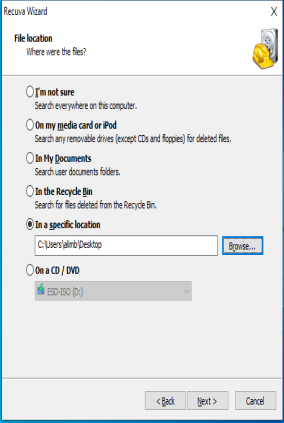 Recuva Wizard
File location
Where were the files?
I'm not sure
Search everywhere on this computer.
On my media card or iPod
Search any removable drives (except CDs and floppies) for deleted files.
In My Documents
Search user documents folders.
In the Recycle Bin
Search for files deleted from the Recycle Bin.
In a specific location
C:\Users\alimb\Desktop Browse...
On a CD / DVD
ESD-ISO (D:)
< Back Next > Cancel